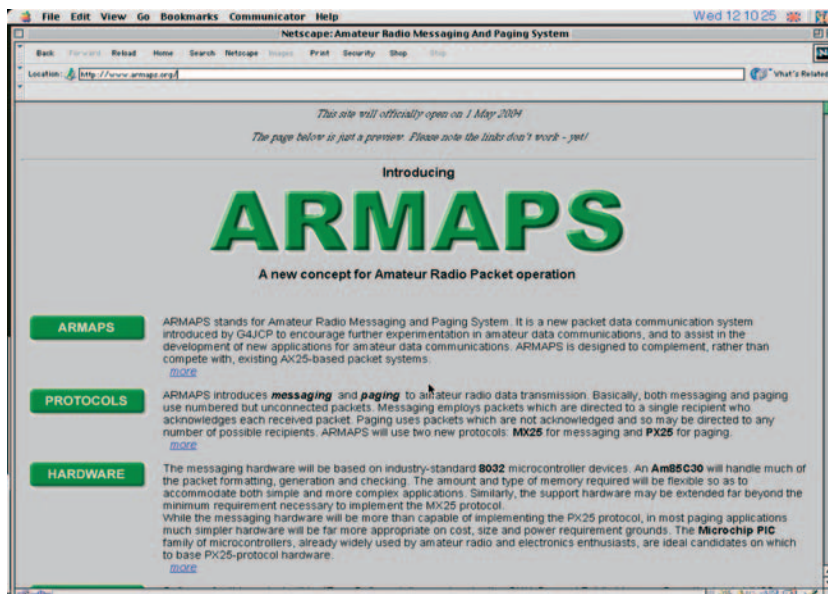 File Edit View Go Bookmarks Communicator Help
Wed 12 10 25
Netscape: Amateur Radio Messaging And Paging System
Back Forward Reload Home Search Netscape Images Print Security Shop Stop
Location: http://www.armaps.org/
What's Related
This site will officially open on 1 May 2004
The page below is just a preview. Please note the links don't work - yet!
Introducing
ARMAPS
A new concept for Amateur Radio Packet operation
ARMAPS
ARMAPS stands for Amateur Radio Messaging and Paging System. It is a new packet data communication system
introduced by G4JCP to encourage further experimentation in amateur data communications, and to assist in the
development of new applications for amateur data communications. ARMAPS is designed to complement, rather than
compete with, existing AX25-based packet systems.
more
PROTOCOLS
ARMAPS introduces messaging and paging to amateur radio data transmission. Basically, both messaging and paging
use numbered but unconnected packets. Messaging employs packets which are directed to a single recipient who
acknowledges each received packet. Paging uses packets which are not acknowledged and so may be directed to any
number of possible recipients. ARMAPS will use two new protocols: MX25 for messaging and PX25 for paging.
more
HARDWARE
The messaging hardware will be based on industry-standard 8032 microcontroller devices. An Am85C30 will handle much of
the packet formatting, generation and checking. The amount and type of memory required will be flexible so as to
accommodate both simple and more complex applications. Similarly, the support hardware may be extended far beyond the
minimum requirement necessary to implement the MX25 protocol.
While the messaging hardware will be more than capable of implementing the PX25 protocol, in most paging applications
much simpler hardware will be far more appropriate on cost, size and power requirement grounds. The Microchip PIC
family of microcontrollers, already widely used by amateur radio and electronics enthusiasts, are ideal candidates on which
to base PX25-protocol hardware.
more